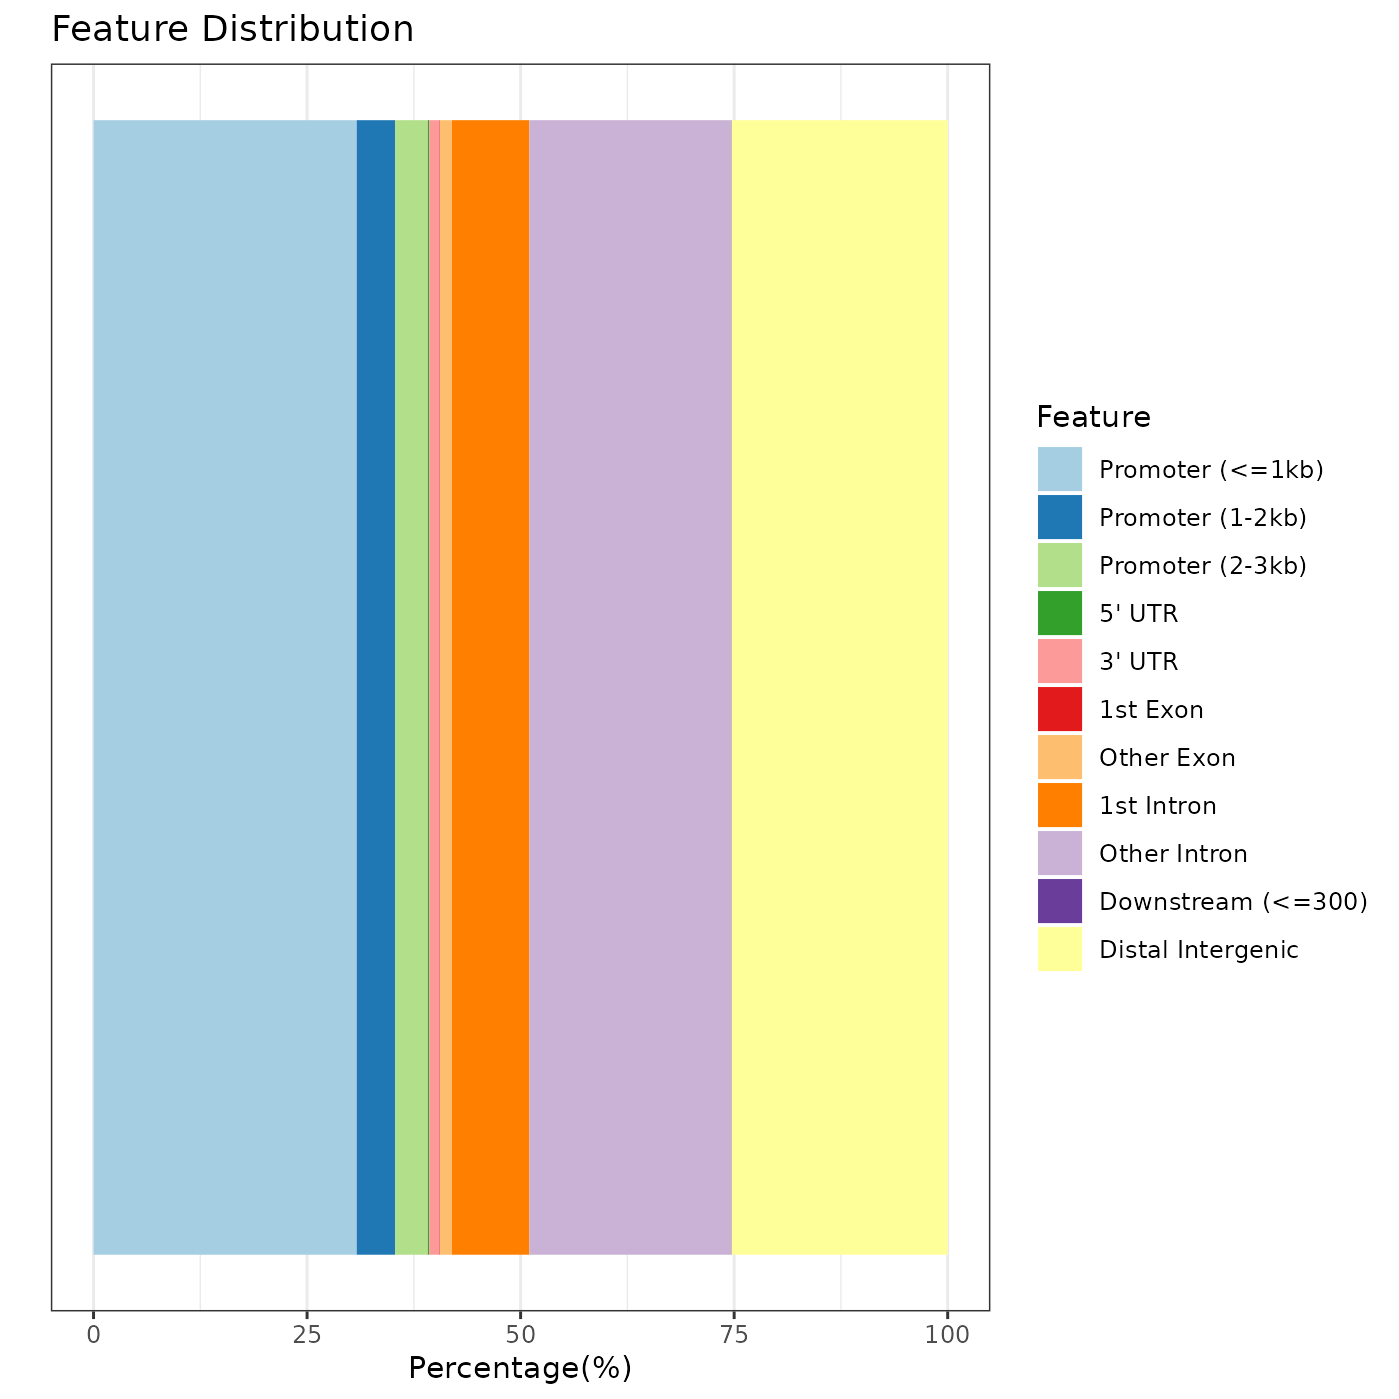 Feature Distribution
Feature
Promoter (<=1kb)
Promoter (1-2kb)
Promoter (2-3kb)
5' UTR
3' UTR
1st Exon
Other Exon
1st Intron
Other Intron
Downstream (<=300)
Distal Intergenic
0 25 50 75 100
Percentage(%)